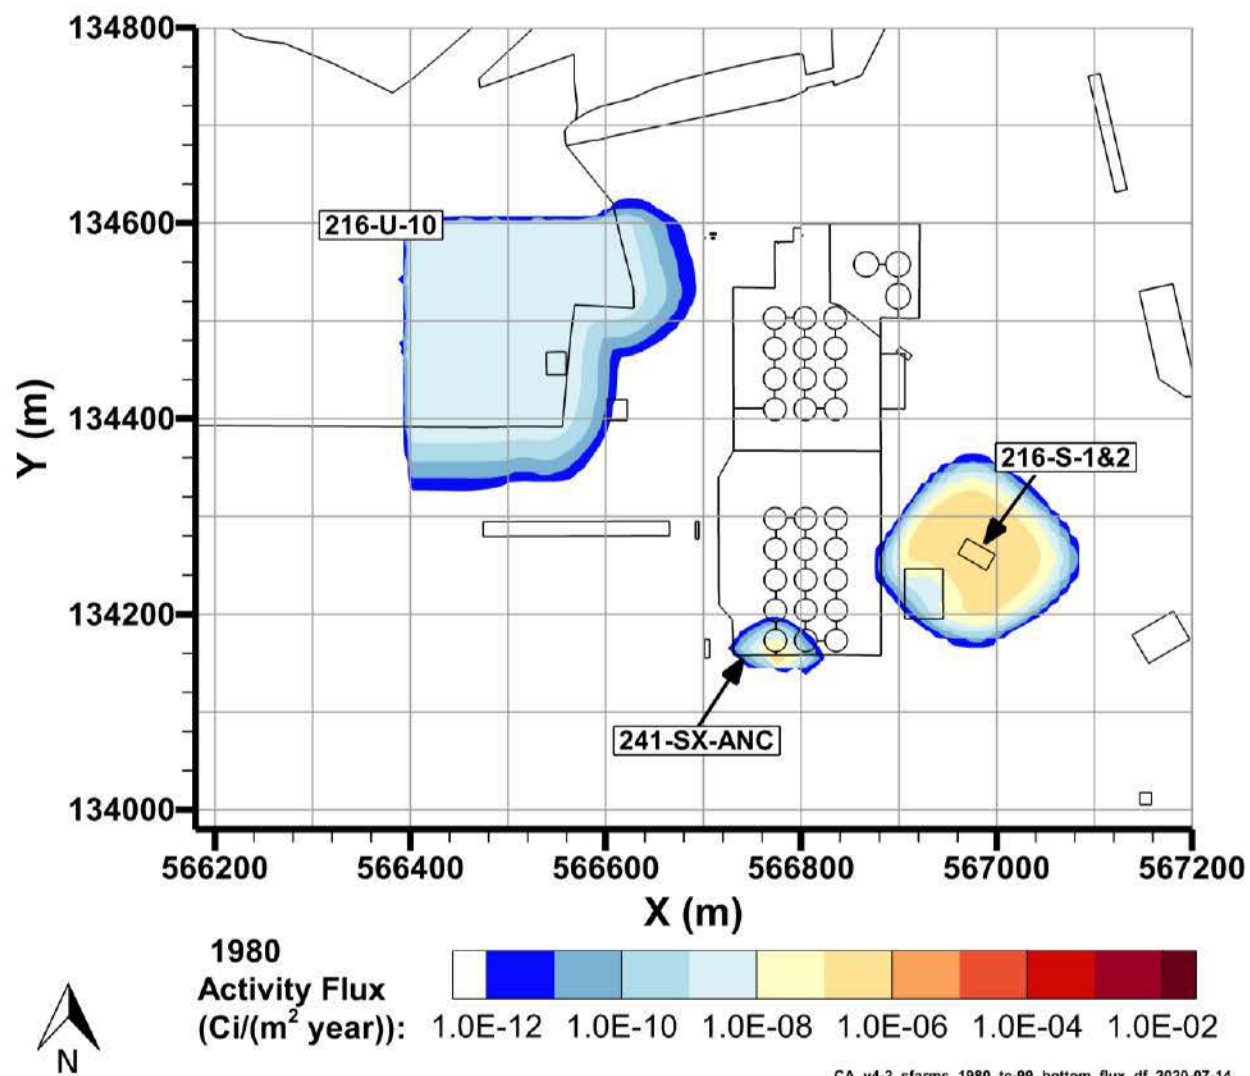 134800
134600
134400
134200
134000
Y (m)
216-U-10
216-S-1&2
241-SX-ANC
566200 566400 566600 566800 567000 567200
X (m)
1980
Activity Flux
(Ci/(m² year)):
1.0E-12 1.0E-10 1.0E-08 1.0E-06 1.0E-04 1.0E-02
N